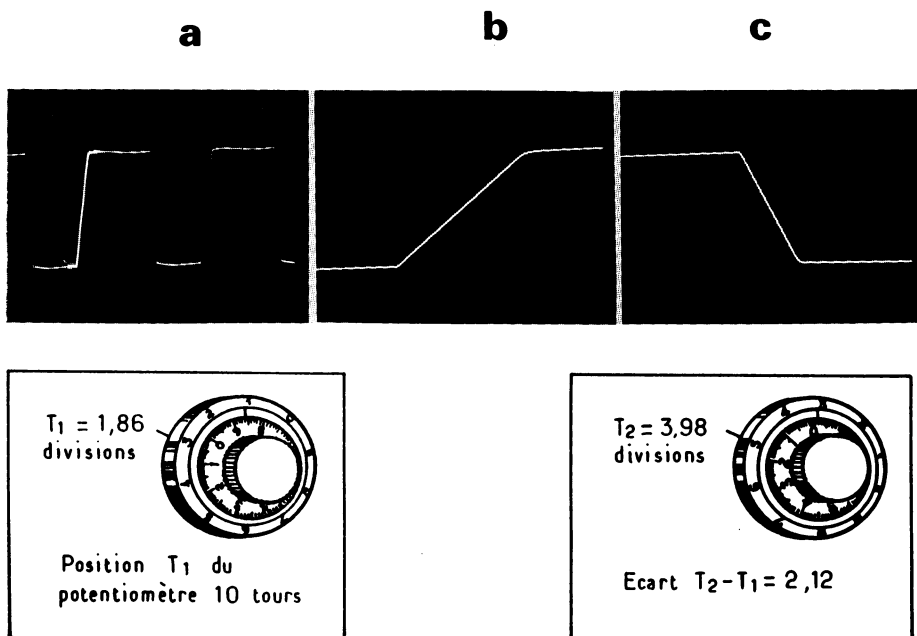 a
b
c
T1 = 1,86
divisions
Position T1 du
potentiomètre 10 tours
T2 = 3,98
divisions
Ecart T2-T1 = 2,12